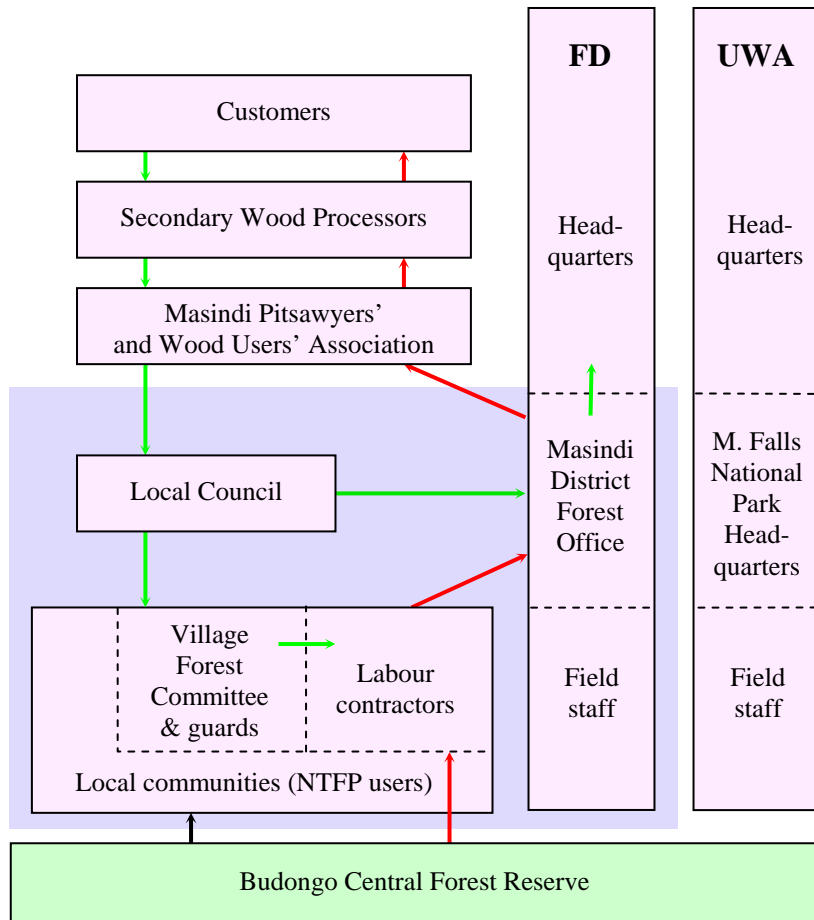 FD
UWA
Customers
Secondary Wood Processors
Head-
quarters
Head-
quarters
Masindi Pitsawyers’
and Wood Users’ Association
Local Council
Masindi
District
Forest
Office
M. Falls
National
Park
Head-
quarters
Village
Forest
Committee
& guards
Labour
contractors
Field
staff
Field
staff
Local communities (NTFP users)
Budongo Central Forest Reserve